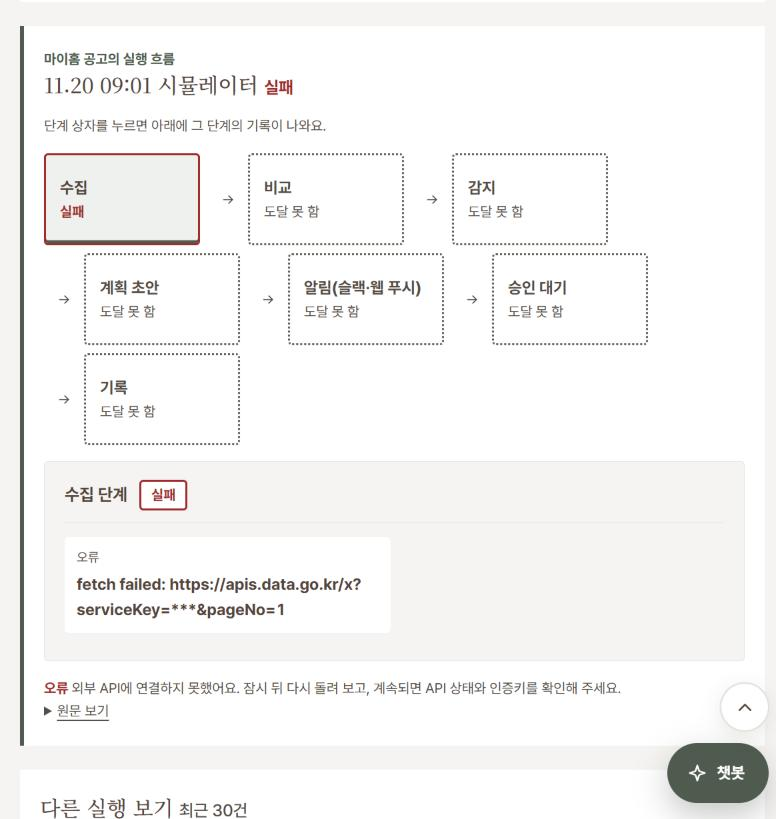 마이홈 공고의 실행 흐름
11.20 09:01 시뮬레이터 실패
단계 상자를 누르면 아래에 그 단계의 기록이 나와요.
수집
실패
→
비교
도달 못 함
→
감지
도달 못 함
→
계획 초안
도달 못 함
→
알림(슬랙·웹 푸시)
도달 못 함
→
승인 대기
도달 못 함
→
기록
도달 못 함
수집 단계 실패
오류
fetch failed: https://apis.data.go.kr/x?
serviceKey=***&pageNo=1
오류 외부 API에 연결하지 못했어요. 잠시 뒤 다시 돌려 보고, 계속되면 API 상태와 인증키를 확인해 주세요.
▶ 원문 보기
챗봇
다른 실행 보기 최근 30건